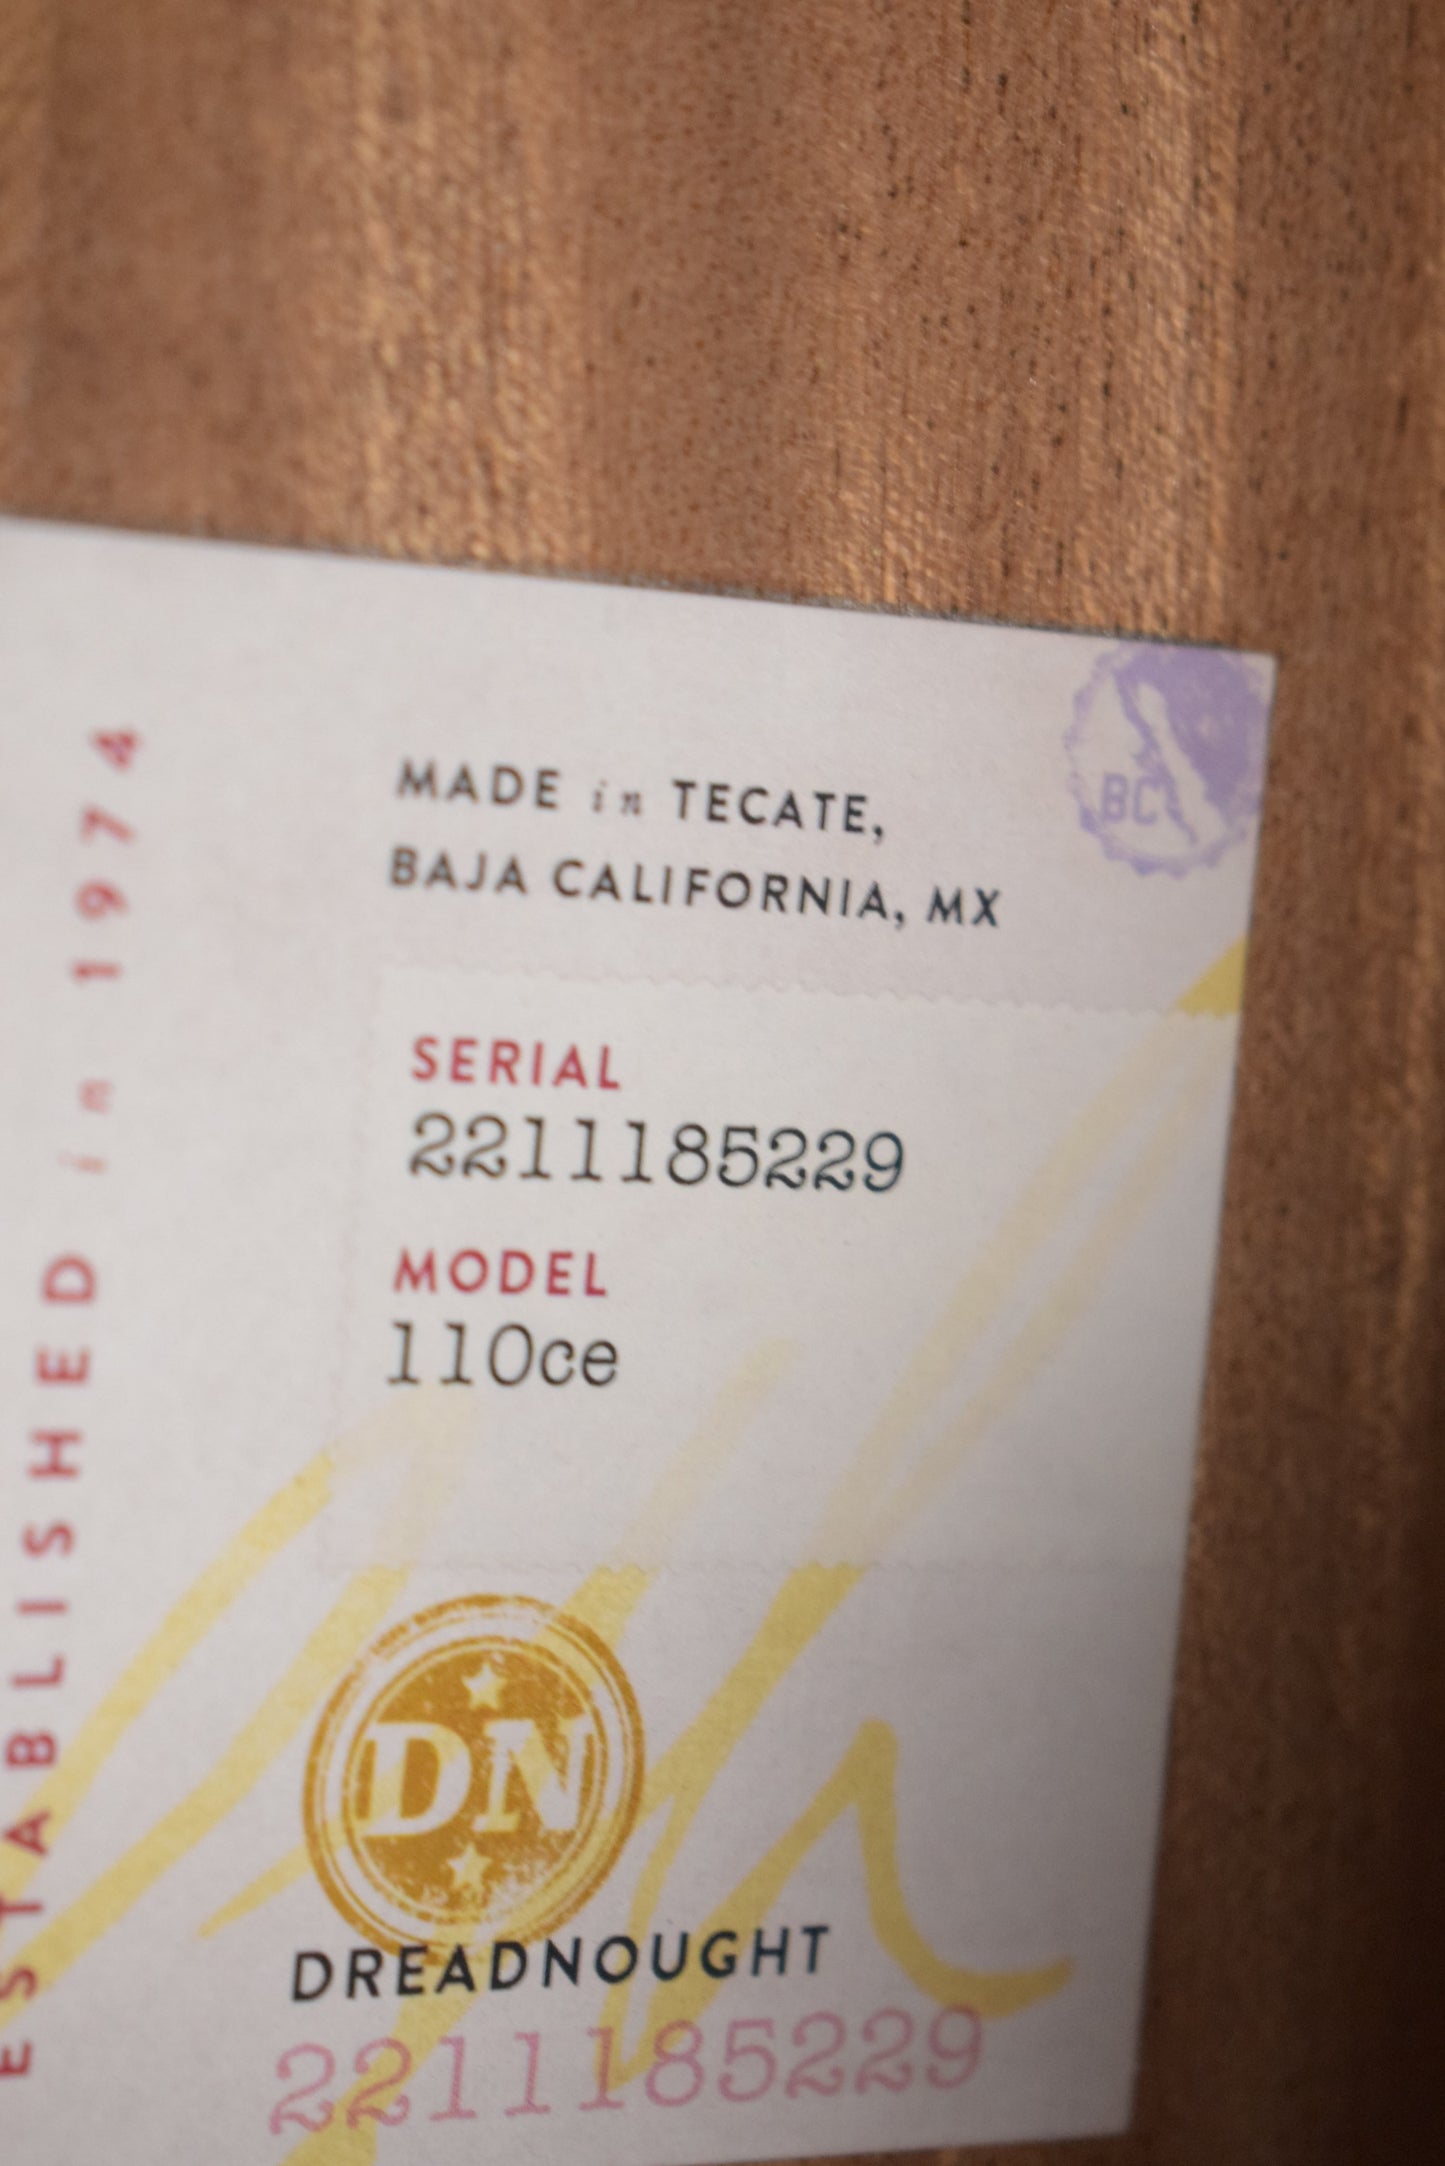 ESTABLISHED in 1974
MADE in TECATE,
BAJA CALIFORNIA, MX
BC
SERIAL
2211185229
MODEL
110ce
DN
DREADNOUGHT
2211185229